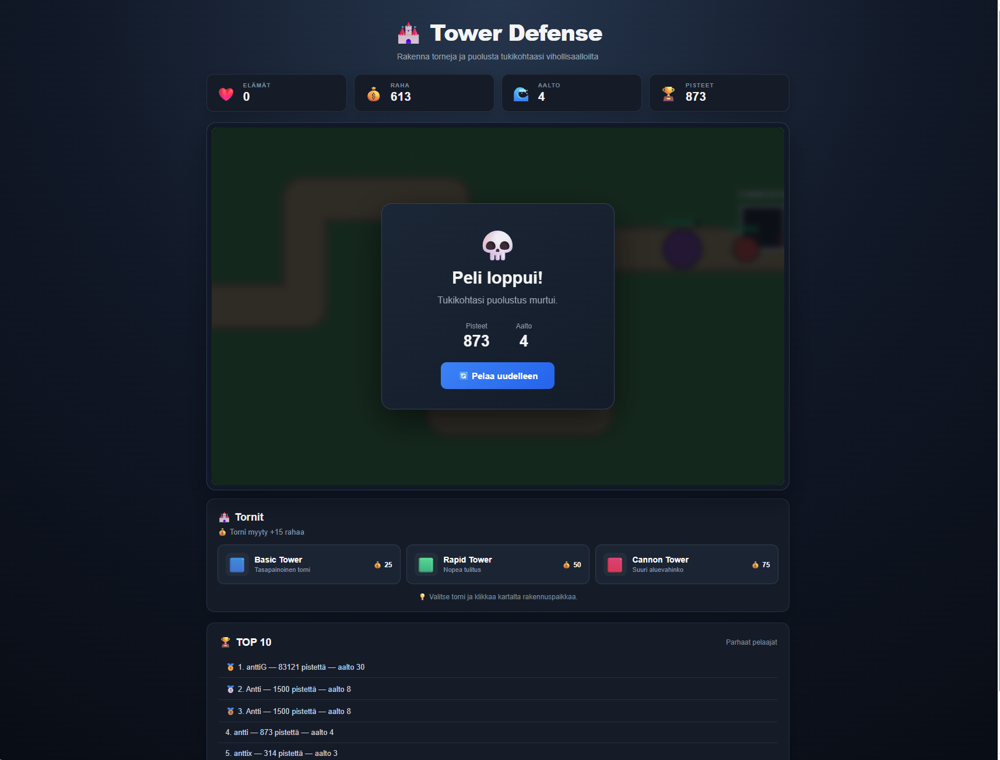 Tower Defense
Rakenna torneja ja puolusta tukikohtaasi vihollisaalloilta
ELÄMÄT
0
RAHA
613
AALTO
4
PISTEET
873
Peli loppui!
Tukikohtasi puolustus murtui.
Pisteet
873
Aalto
4
Pelaa uudelleen
Tornit
Torni myyty +15 rahaa
Basic Tower
Tasapainoinen torni
25
Rapid Tower
Nopea tulitus
50
Cannon Tower
Suuri aluevahinko
75
Valitse torni ja klikkaa kartalta rakennuspaikkaa.
TOP 10
Parhaat pelaajat
1. anttiG — 83121 pistettä — aalto 30
2. Antti — 1500 pistettä — aalto 8
3. Antti — 1500 pistettä — aalto 8
4. antti — 873 pistettä — aalto 4
5. anttix — 314 pistettä — aalto 3